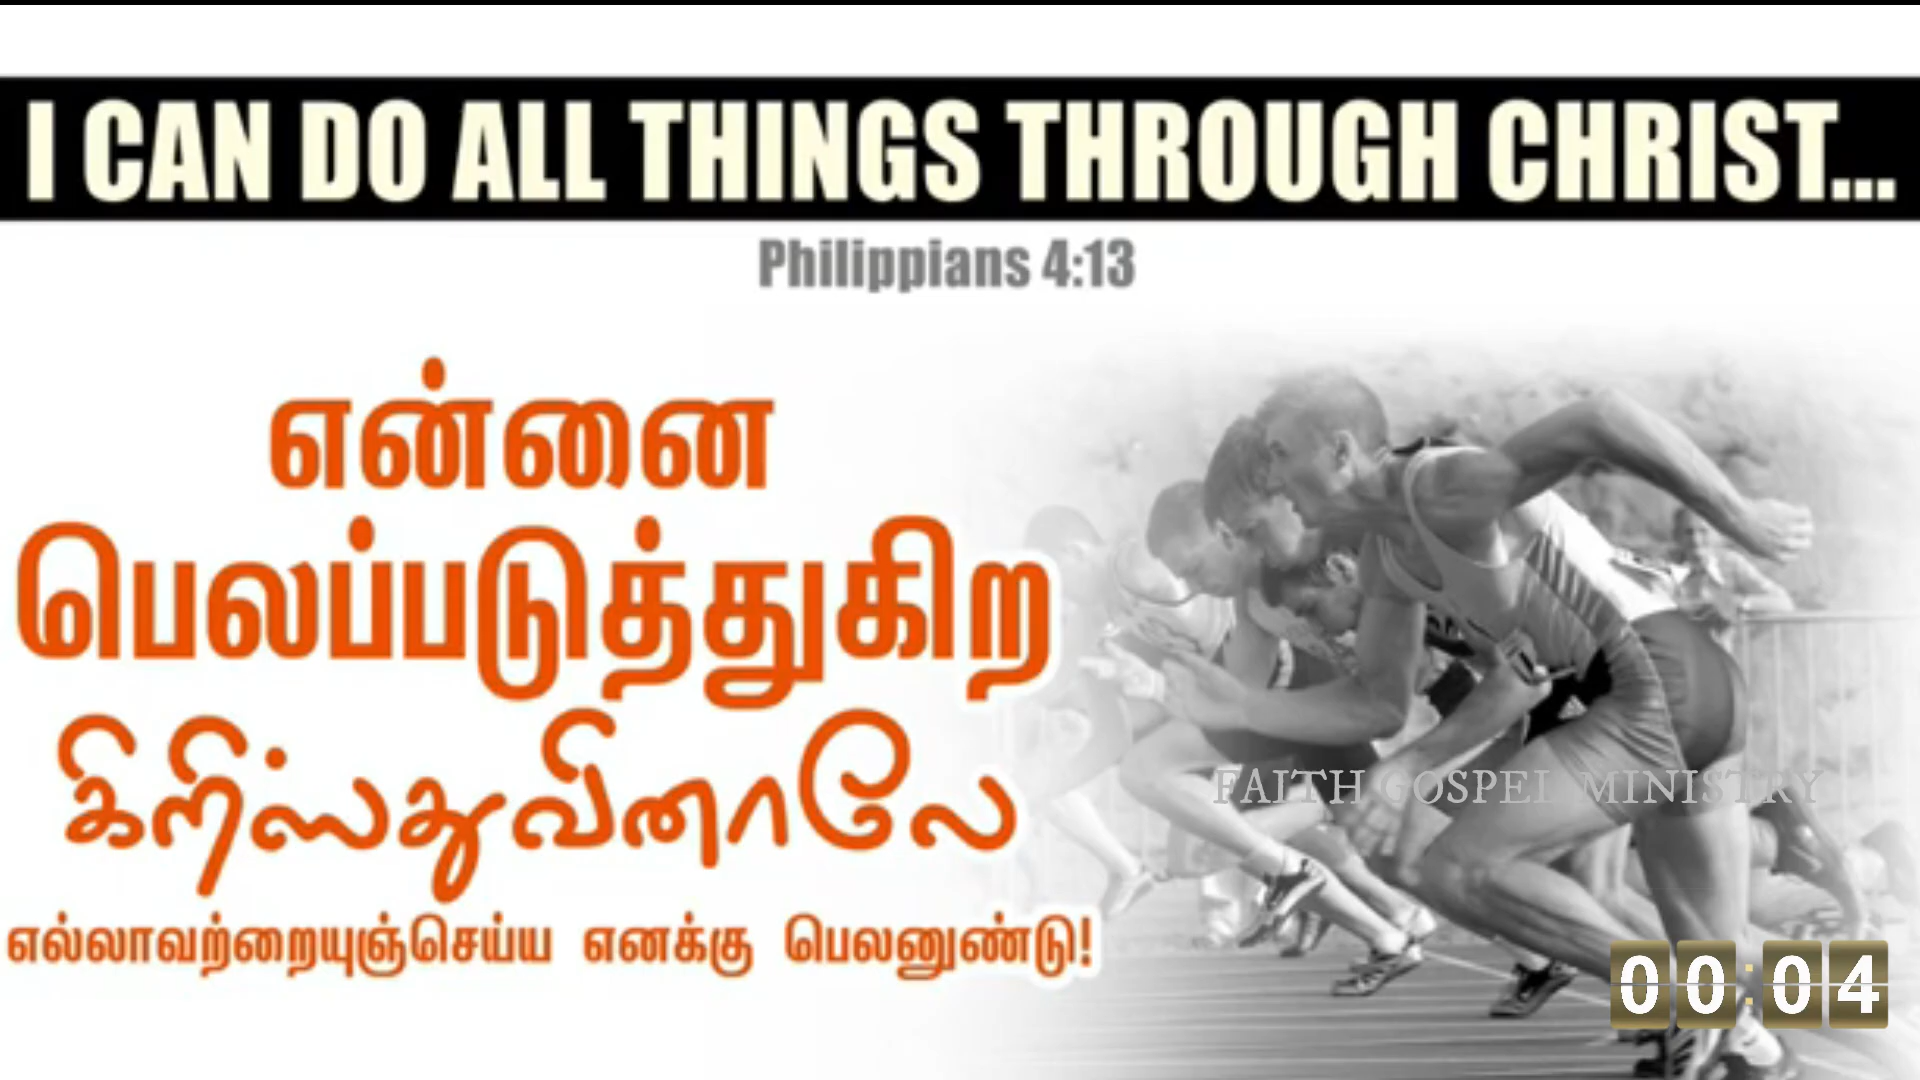 I CAN DO ALL THINGS THROUGH CHRIST...
Philippians 4:13
என்னை
பெலப்படுத்துகிற
கிறிஸ்துவினாலே
எல்லாவற்றையுஞ்செய்ய எனக்கு பெலனுண்டு!
FAITH GOSPEL MINISTRY
00:04